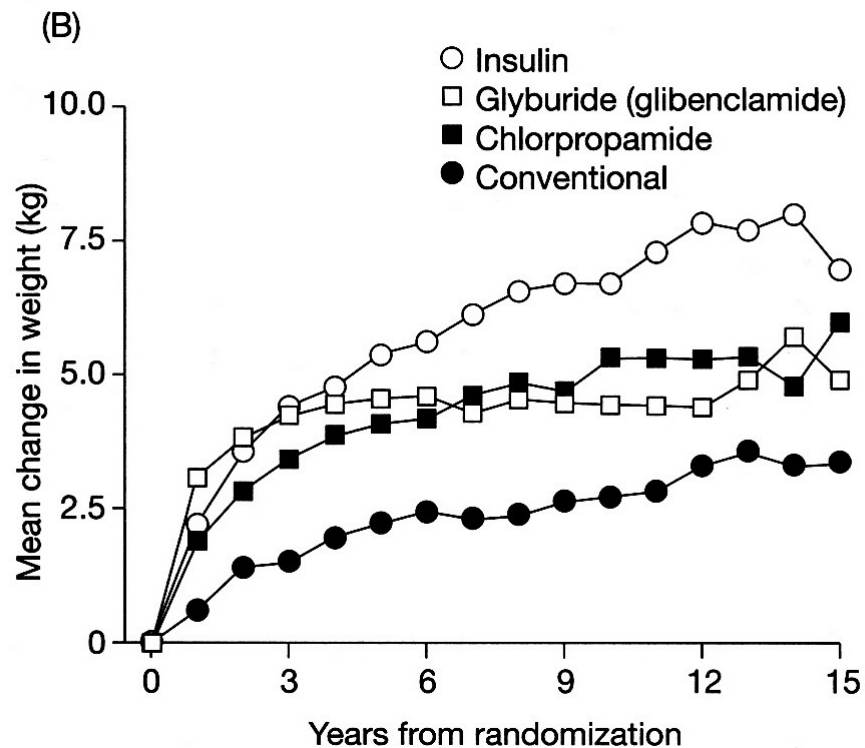 (B)
Insulin
Glyburide (glibenclamide)
Chlorpropamide
Conventional
10.0
7.5
5.0
2.5
0
Mean change in weight (kg)
0 3 6 9 12 15
Years from randomization